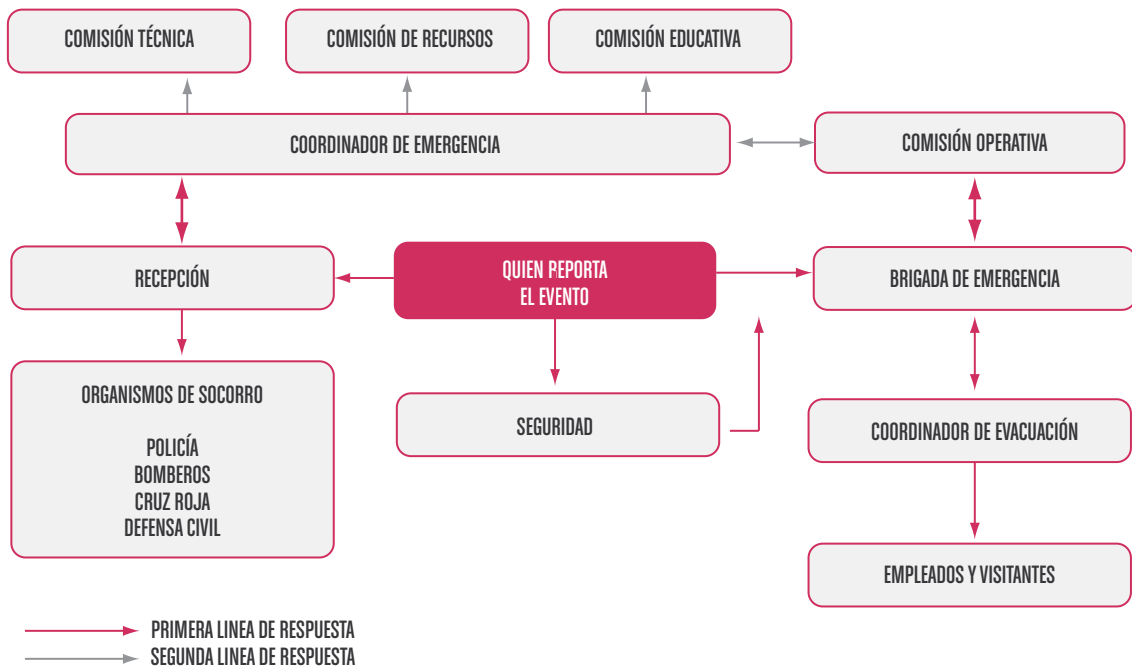 COMISIÓN TÉCNICA
COMISIÓN DE RECURSOS
COMISIÓN EDUCATIVA
COORDINADOR DE EMERGENCIA
COMISIÓN OPERATIVA
RECEPCIÓN
QUIEN REPORTA
EL EVENTO
BRIGADA DE EMERGENCIA
ORGANISMOS DE SOCORRO
POLICÍA
BOMBEROS
CRUZ ROJA
DEFENSA CIVIL
SEGURIDAD
COORDINADOR DE EVACUACIÓN
EMPLEADOS Y VISITANTES
PRIMERA LINEA DE RESPUESTA
SEGUNDA LINEA DE RESPUESTA